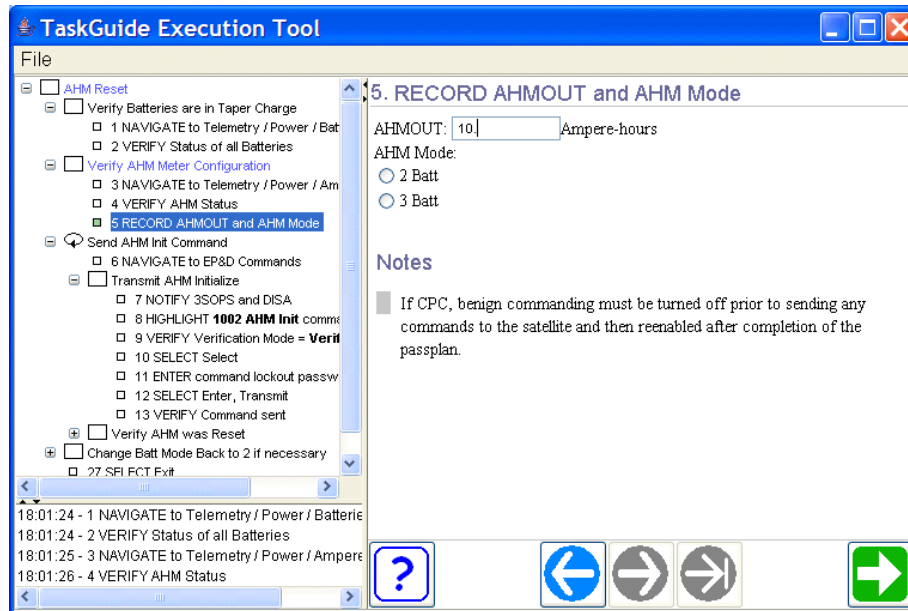 TaskGuide Execution Tool
File
AHM Reset
Verify Batteries are in Taper Charge
1 NAVIGATE to Telemetry / Power / Bat
2 VERIFY Status of all Batteries
Verify AHM Meter Configuration
3 NAVIGATE to Telemetry / Power / Am
4 VERIFY AHM Status
5 RECORD AHMOUT and AHM Mode
Send AHM Init Command
6 NAVIGATE to EP&D Commands
Transmit AHM Initialize
7 NOTIFY 3SOPS and DISA
8 HIGHLIGHT 1002 AHM Init comma
9 VERIFY Verification Mode = Verif
10 SELECT Select
11 ENTER command lockout passw
12 SELECT Enter, Transmit
13 VERIFY Command sent
Verify AHM was Reset
Change Batt Mode Back to 2 if necessary
27 SELECT Exit
18:01:24 - 1 NAVIGATE to Telemetry / Power / Batterie
18:01:24 - 2 VERIFY Status of all Batteries
18:01:25 - 3 NAVIGATE to Telemetry / Power / Ampere
18:01:26 - 4 VERIFY AHM Status
5. RECORD AHMOUT and AHM Mode
AHMOUT: 10. Ampere-hours
AHM Mode:
2 Batt
3 Batt
Notes
If CPC, benign commanding must be turned off prior to sending any
commands to the satellite and then reenabled after completion of the
passplan.
?